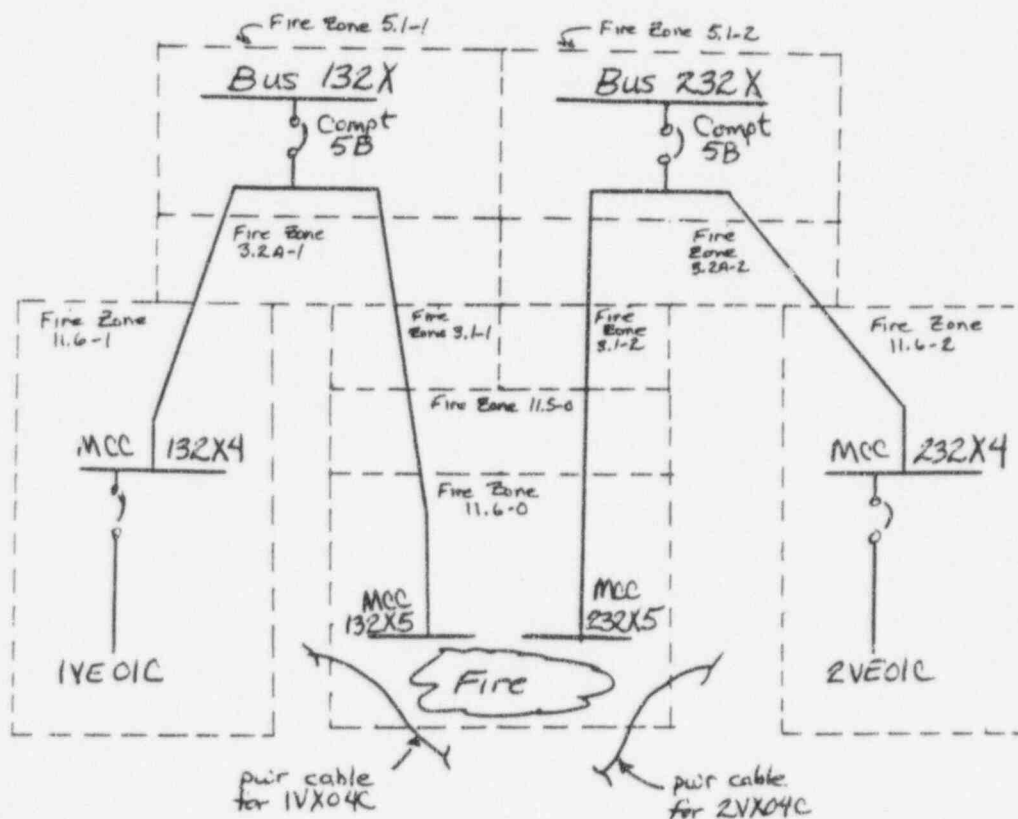 Fire Zone 5.1-1
Fire Zone 5.1-2
Bus 132X
Bus 232X
Compt
5B
Compt
5B
Fire Zone
3.2A-1
Fire
Zone
3.2A-2
Fire Zone
11.6-1
Fire
Zone 3.1-1
Fire
Zone
3.1-2
Fire Zone
11.6-2
Fire Zone 11.5-0
MCC 132X4
MCC 232X4
Fire Zone
11.6-0
MCC
132X5
MCC
232X5
1VE01C
Fire
2VE01C
pwr cable
for 1VX04C
pwr cable
for 2VX04C